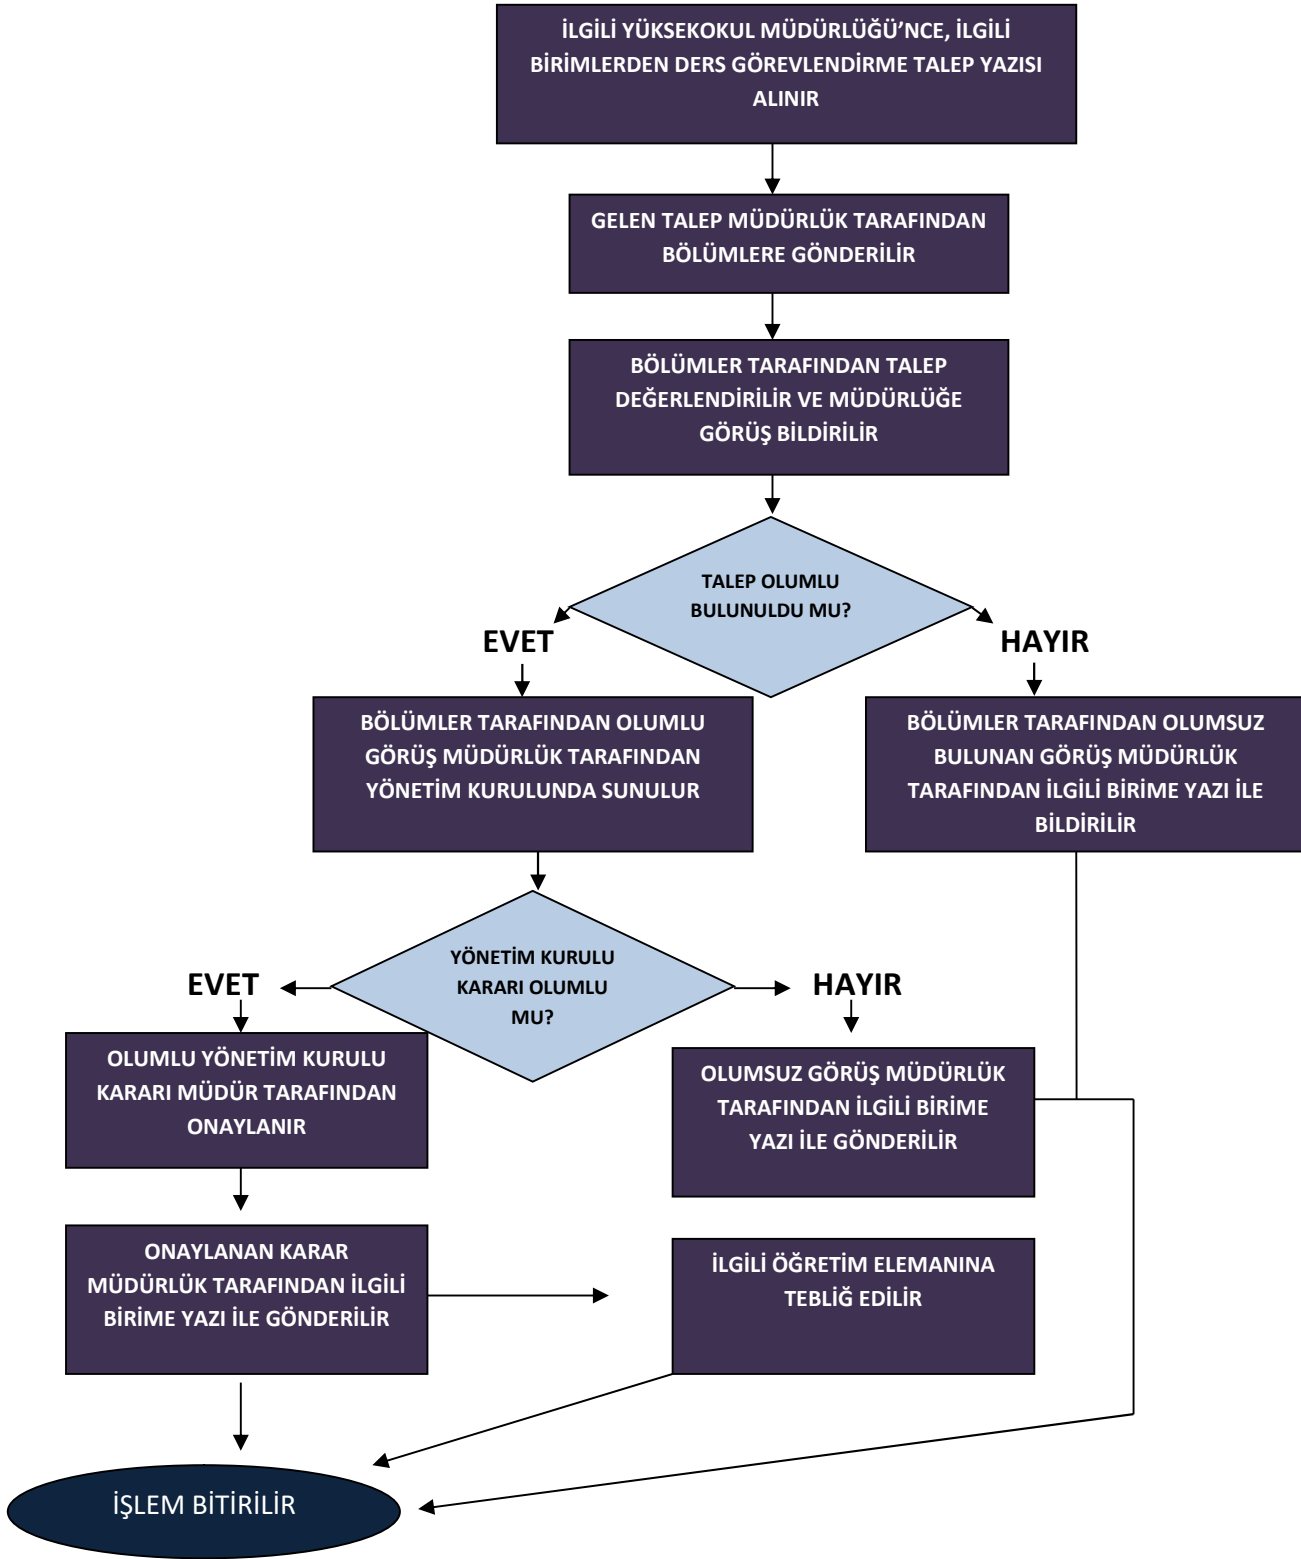 İLGİLİ YÜKSEKOKUL MÜDÜRLÜĞÜ’NCE, İLGİLİ
BİRİMLERDEN DERS GÖREVLENDİRME TALEP YAZISI
ALINIR
GELEN TALEP MÜDÜRLÜK TARAFINDAN
BÖLÜMLERE GÖNDERİLİR
BÖLÜMLER TARAFINDAN TALEP
DEĞERLENDİRİLİR VE MÜDÜRLÜĞE
GÖRÜŞ BİLDİRİLİR
TALEP OLUMLU
BULUNULDU MU?
EVET
HAYIR
BÖLÜMLER TARAFINDAN OLUMLU
GÖRÜŞ MÜDÜRLÜK TARAFINDAN
YÖNETİM KURULUNDA SUNULUR
BÖLÜMLER TARAFINDAN OLUMSUZ
BULUNAN GÖRÜŞ MÜDÜRLÜK
TARAFINDAN İLGİLİ BİRİME YAZI İLE
BİLDİRİLİR
YÖNETİM KURULU
KARARI OLUMLU
MU?
EVET
HAYIR
OLUMLU YÖNETİM KURULU
KARARI MÜDÜR TARAFINDAN
ONAYLANIR
OLUMSUZ GÖRÜŞ MÜDÜRLÜK
TARAFINDAN İLGİLİ BİRİME
YAZI İLE GÖNDERİLİR
ONAYLANAN KARAR
MÜDÜRLÜK TARAFINDAN İLGİLİ
BİRİME YAZI İLE GÖNDERİLİR
İLGİLİ ÖĞRETİM ELEMANINA
TEBLİĞ EDİLİR
İŞLEM BİTİRİLİR